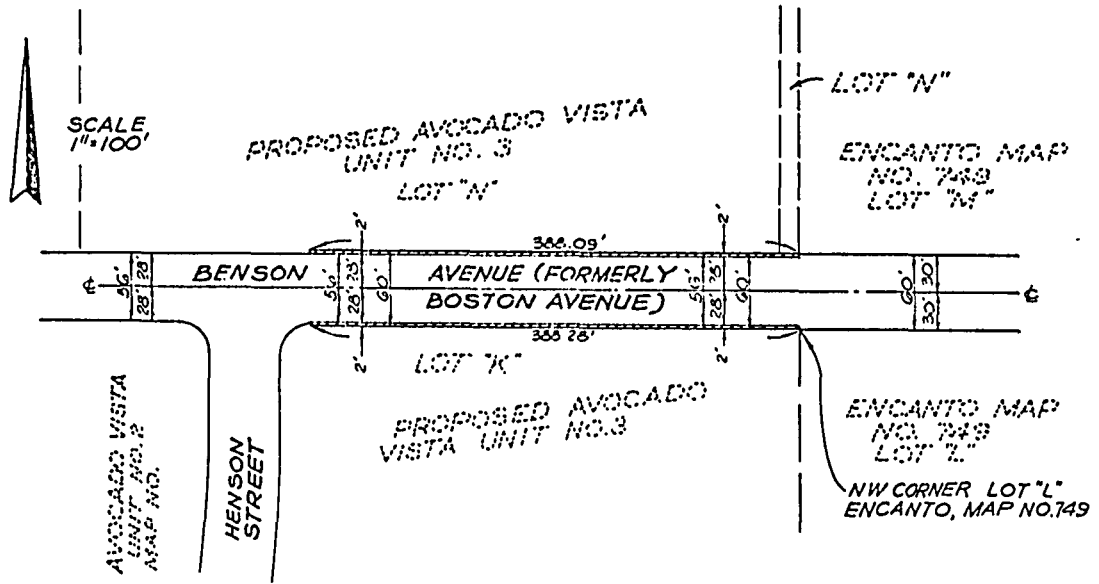 SCALE
1"=100'
PROPOSED AVOCADO VISTA
UNIT NO. 3
LOT "N"
LOT "N"
ENCANTO MAP
NO. 749
LOT "M"
2'
388.09'
2'
56'
28' 28'
BENSON
56'
28' 28'
60'
AVENUE (FORMERLY
BOSTON AVENUE)
56'
28' 28'
60'
60'
30' 30'
2'
388.28'
2'
LOT "K"
PROPOSED AVOCADO
VISTA UNIT NO.3
AVOCADO VISTA
UNIT NO. 2
MAP NO.
HENSON
STREET
ENCANTO MAP
NO. 749
LOT "L"
NW CORNER LOT "L"
ENCANTO, MAP NO.749